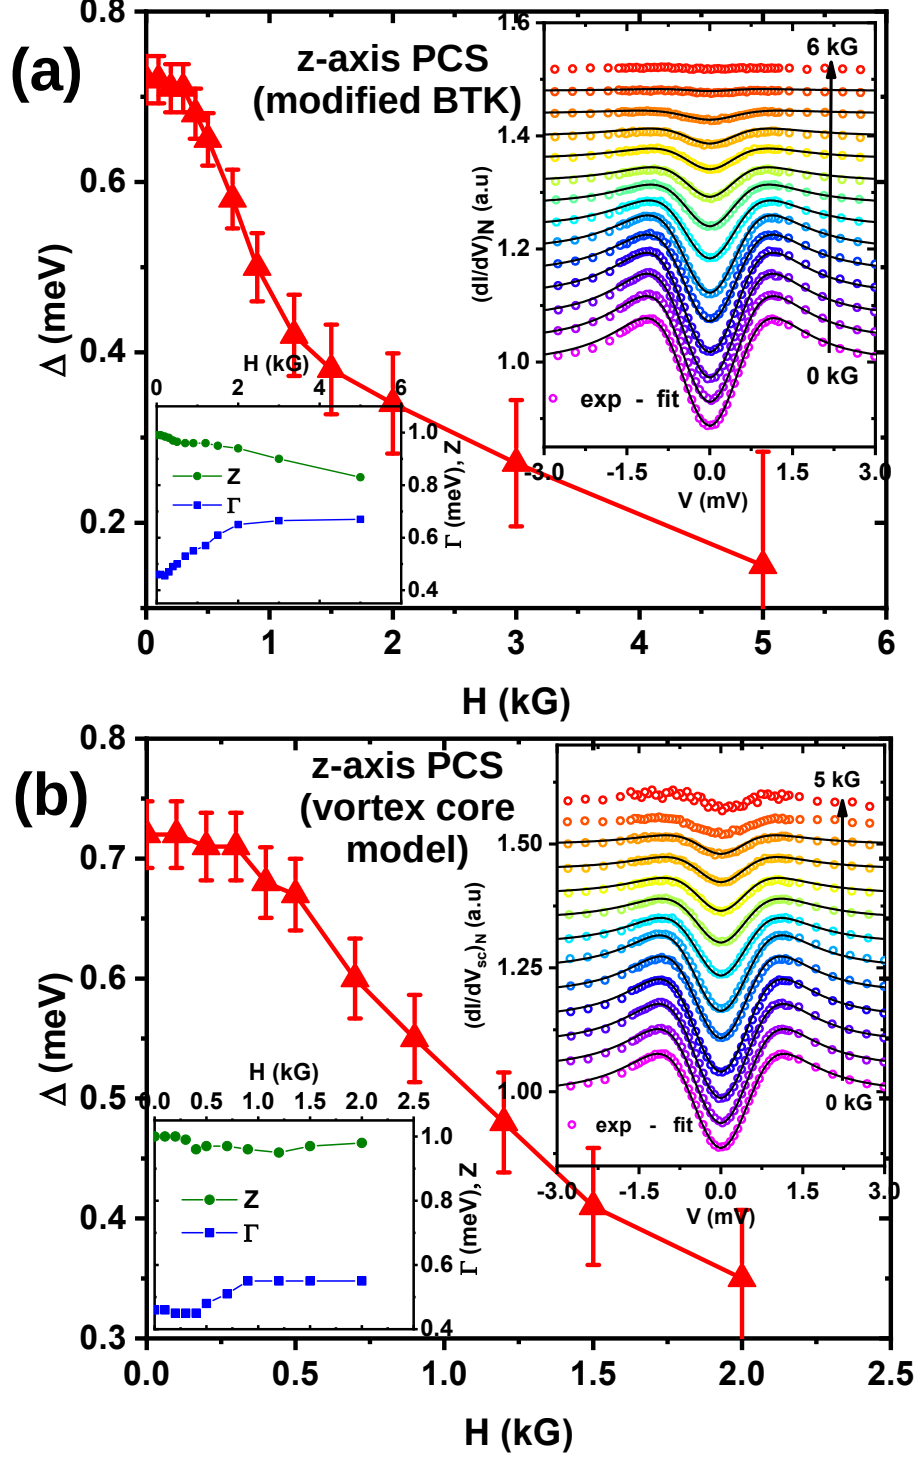 (a)
z-axis PCS
(modified BTK)
Δ (meV)
0.8
0.6
0.4
0.2
0 1 2 3 4 5 6
H (kG)
1.6
1.4
1.2
1.0
(dI/dV)N (a.u)
6 kG
0 kG
exp - fit
-3.0 -1.5 0.0 1.5 3.0
V (mV)
H (kG)
0 2 4 6
Z
Γ
1.0
0.8
0.6
0.4
Γ (meV), Z
(b)
z-axis PCS
(vortex core
model)
Δ (meV)
0.8
0.7
0.6
0.5
0.4
0.3
0.0 0.5 1.0 1.5 2.0 2.5
H (kG)
1.50
1.25
1.00
(dI/dVsc)N (a.u)
5 kG
0 kG
exp - fit
-3.0 -1.5 0.0 1.5 3.0
V (mV)
H (kG)
0.0 0.5 1.0 1.5 2.0 2.5
Z
Γ
1.0
0.8
0.6
0.4
Γ (meV), Z